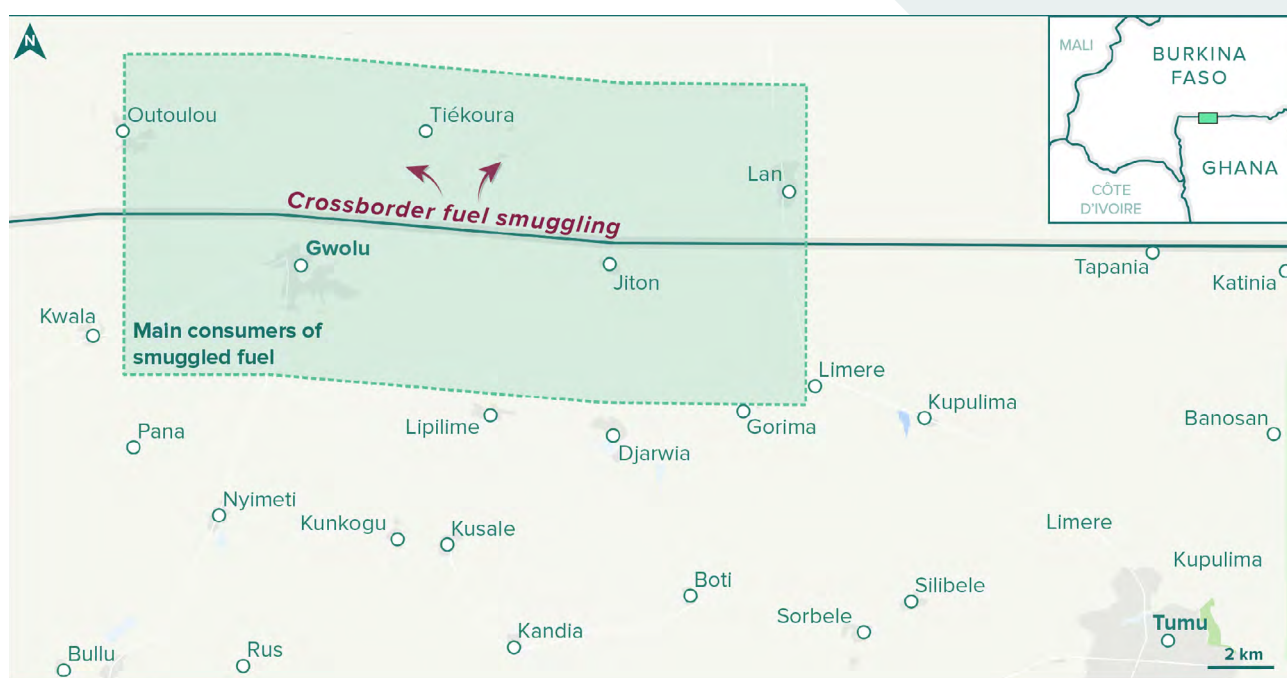 N
MALI
BURKINA
FASO
GHANA
CÔTE
D'IVOIRE
Outoulou
Tiékoura
Lan
Crossborder fuel smuggling
Gwolu
Jiton
Tapania
Katinia
Kwala
Main consumers of
smuggled fuel
Limere
Kupulima
Lipilime
Gorima
Banosan
Pana
Djarwia
Nyimeti
Kunkogu
Kusale
Limere
Kupulima
Boti
Silibele
Sorbele
Tumu
Kandia
Rus
Bullu
2 km